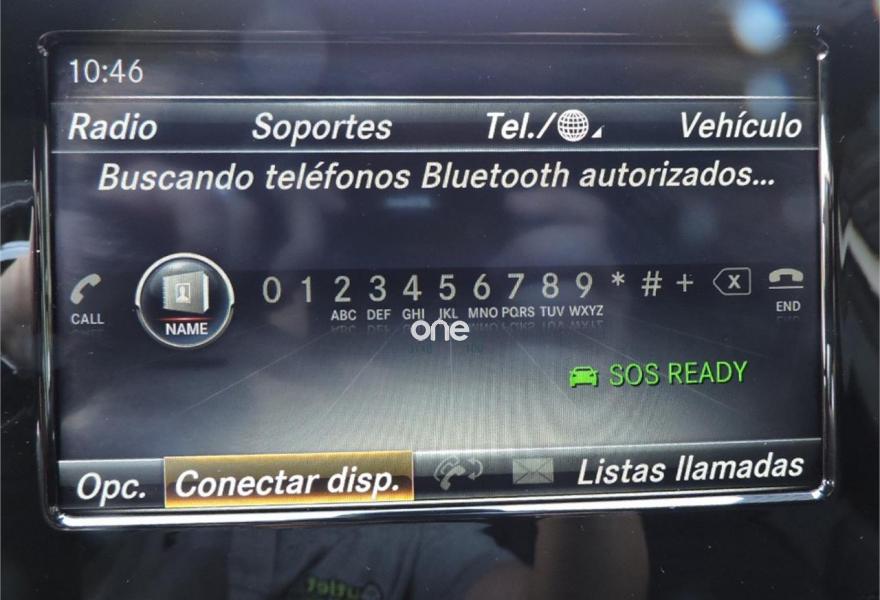 10:46
Radio Soportes Tel./ Vehículo
Buscando teléfonos Bluetooth autorizados...
0 1 2 3 4 5 6 7 8 9 * # + X
CALL NAME ABC DEF GHI JKL MNO PQRS TUV WXYZ END
one
SOS READY
Opc. Conectar disp. Listas llamadas